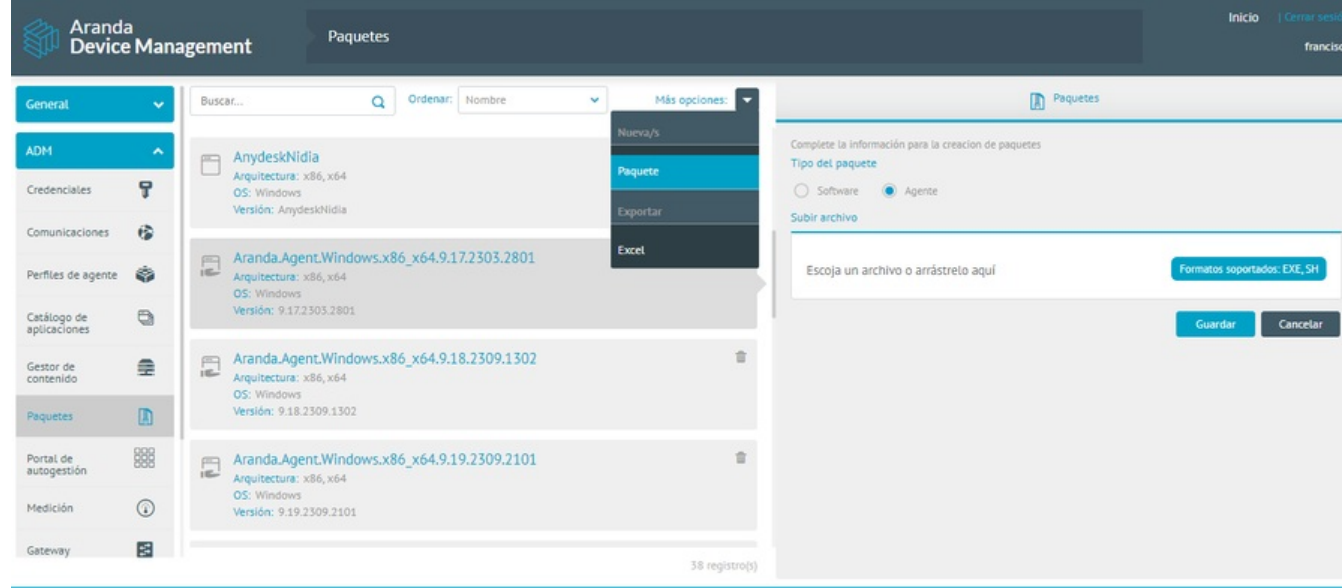 Aranda
Device Management
Paquetes
Inicio
| Cerrar
General
ADM
Credenciales
Comunicaciones
Perfiles de agente
Catálogo de
aplicaciones
Gestor de
contenido
Paquetes
Portal de
autogestión
Medición
Gateway
Buscar...
Ordenar:
Nombre
Más opciones:
Nueva/s
Paquete
Exportar
Excel
AnydeskNidia
Arquitectura: x86, x64
OS: Windows
Versión: AnydeskNidia
Aranda.Agent.Windows.x86_x64.9.17.2303.2801
Arquitectura: x86, x64
OS: Windows
Versión: 9.17.2303.2801
Aranda.Agent.Windows.x86_x64.9.18.2309.1302
Arquitectura: x86, x64
OS: Windows
Versión: 9.18.2309.1302
Aranda.Agent.Windows.x86_x64.9.19.2309.2101
Arquitectura: x86, x64
OS: Windows
Versión: 9.19.2309.2101
38 registro(s)
Paquetes
Complete la información para la creacion de paquetes
Tipo del paquete
Software
Agente
Subir archivo
Escoja un archivo o arrástrelo aquí
Formatos soportados: EXE, SH
Guardar
Cancelar